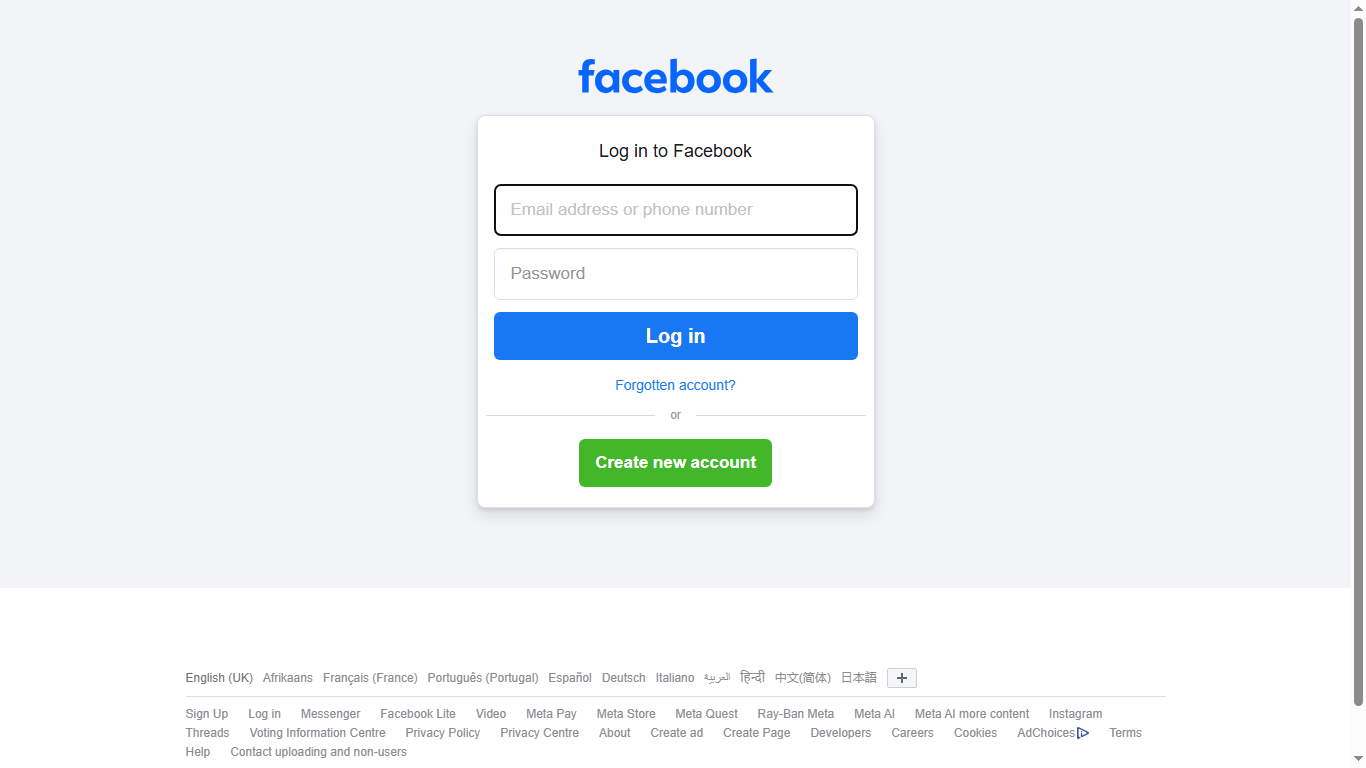 facebook
Log in to Facebook
Email address or phone number
Password
Log in
Forgotten account?
or
Create new account
English (UK) Afrikaans Français (France) Português (Portugal) Español Deutsch Italiano العربية हिन्दी 中文(简体) 日本語
Sign Up Log in Messenger Facebook Lite Video Meta Pay Meta Store Meta Quest Ray-Ban Meta Meta AI Meta AI more content Instagram
Threads Voting Information Centre Privacy Policy Privacy Centre About Create ad Create Page Developers Careers Cookies AdChoices Terms
Help Contact uploading and non-users